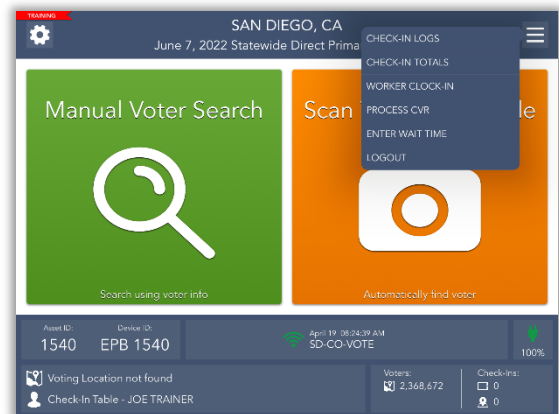 TRAINING
SAN DIEGO, CA
June 7, 2022 Statewide Direct Prima
CHECK-IN LOGS
CHECK-IN TOTALS
WORKER CLOCK-IN
PROCESS CVR
ENTER WAIT TIME
LOGOUT
Manual Voter Search
Scan
le
Search using voter info
Automatically find voter
Asset ID:
1540
Device ID:
EPB 1540
April 19 08:24:39 AM
SD-CO-VOTE
100%
Voting Location not found
Check-In Table - JOE TRAINER
Voters:
2,368,672
Check-Ins:
0
0